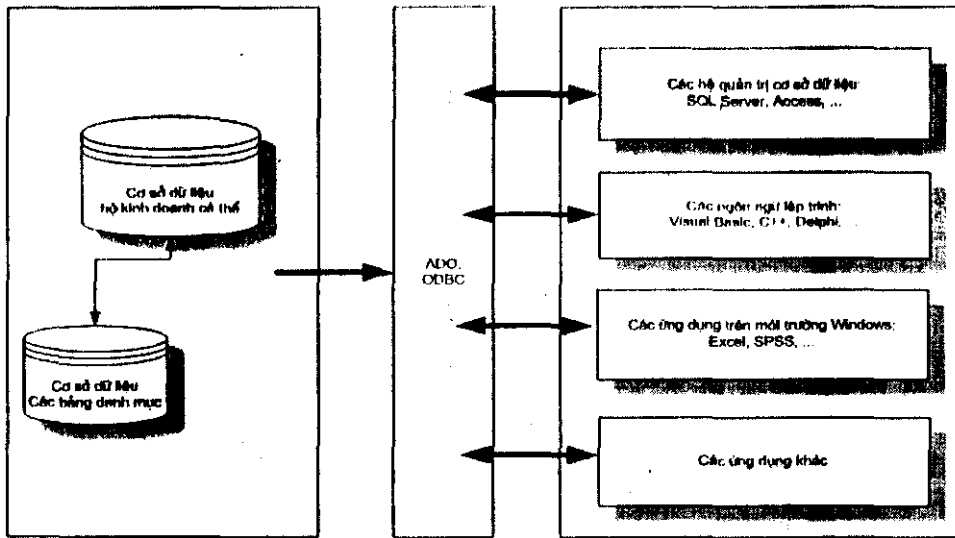 Cơ sở dữ liệu
hộ kinh doanh cá thể
Cơ sở dữ liệu
Các bảng danh mục
ADO,
ODBC
Các hệ quản trị cơ sở dữ liệu:
SQL Server, Access, ...
Các ngôn ngữ lập trình:
Visual Basic, C++, Delphi, ...
Các ứng dụng trên môi trường Windows:
Excel, SPSS, ...
Các ứng dụng khác